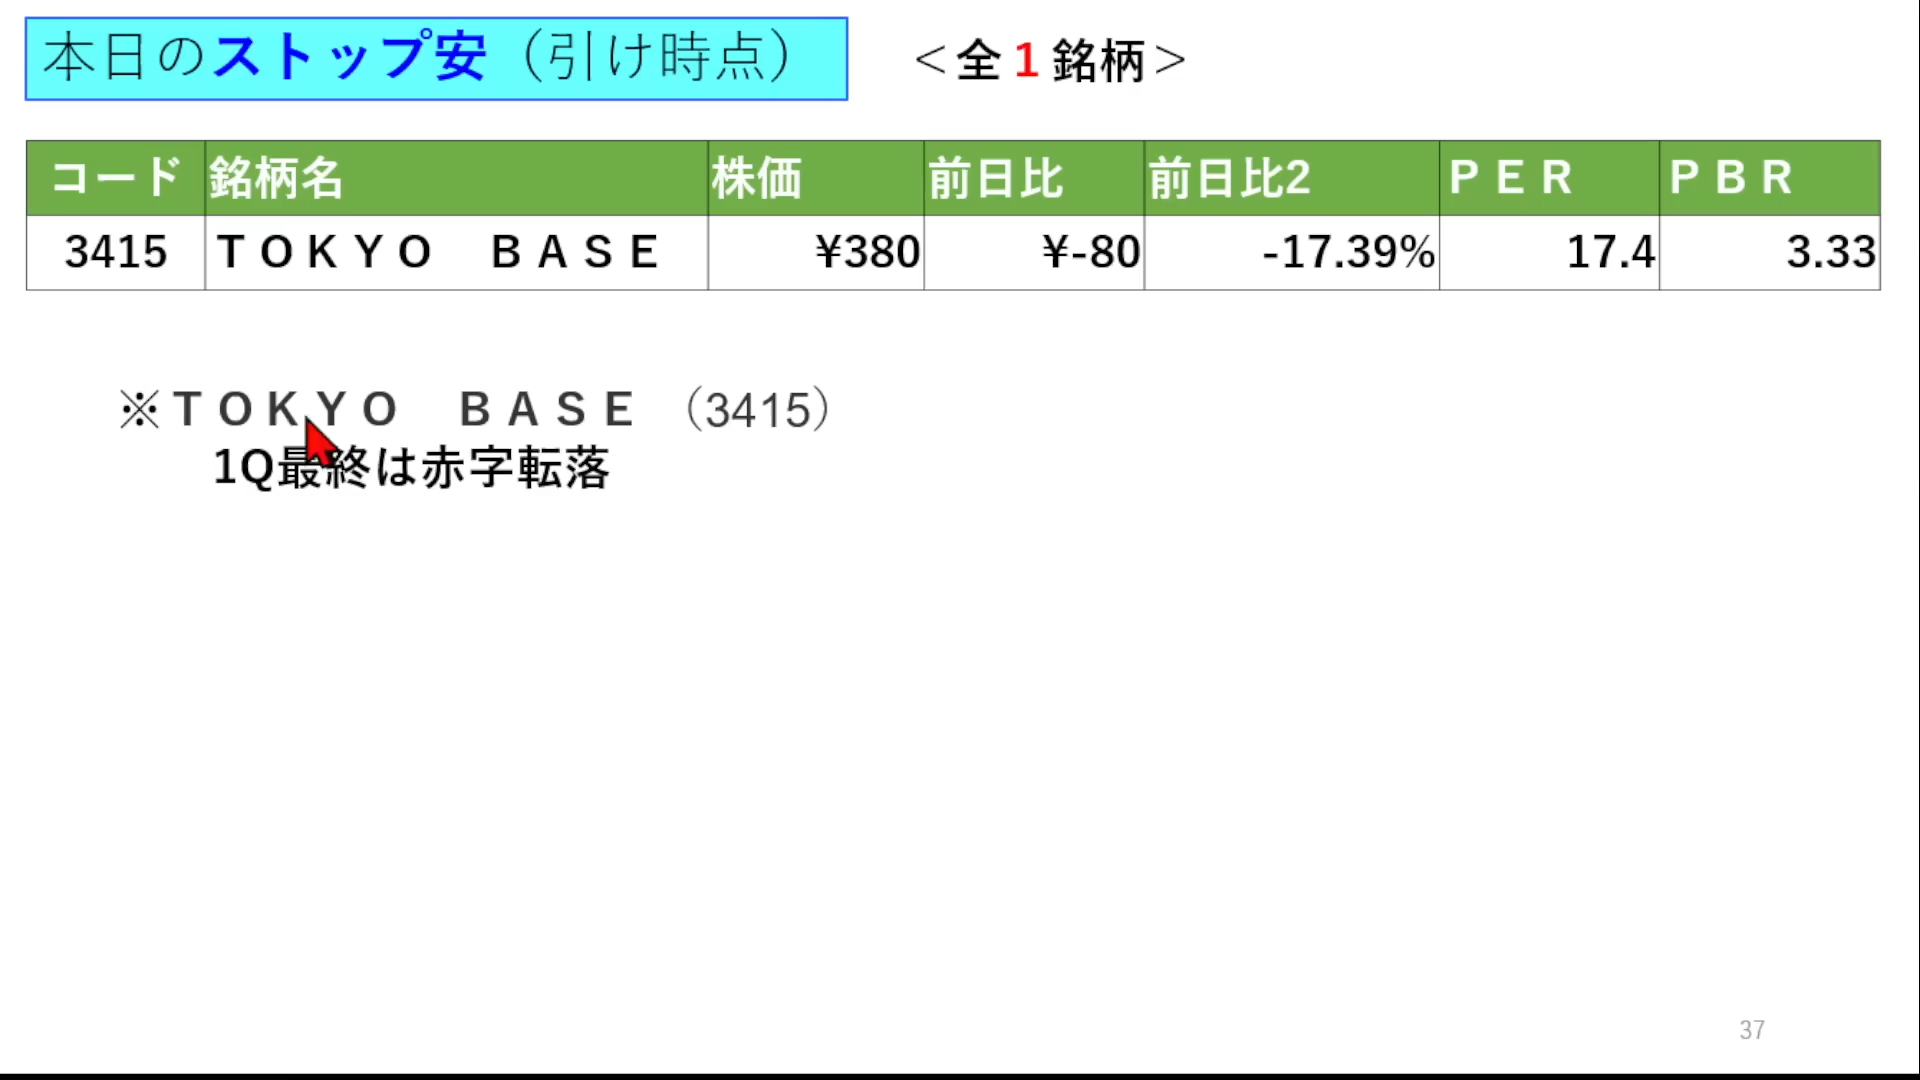 本日のストップ安（引け時点）
＜全1銘柄＞
コード 銘柄名 株価 前日比 前日比2 ＰＥＲ ＰＢＲ
3415 ＴＯＫＹＯ　ＢＡＳＥ ¥380 ¥-80 -17.39% 17.4 3.33
※ＴＯＫＹＯ　ＢＡＳＥ（3415）
1Q最終は赤字転落
37